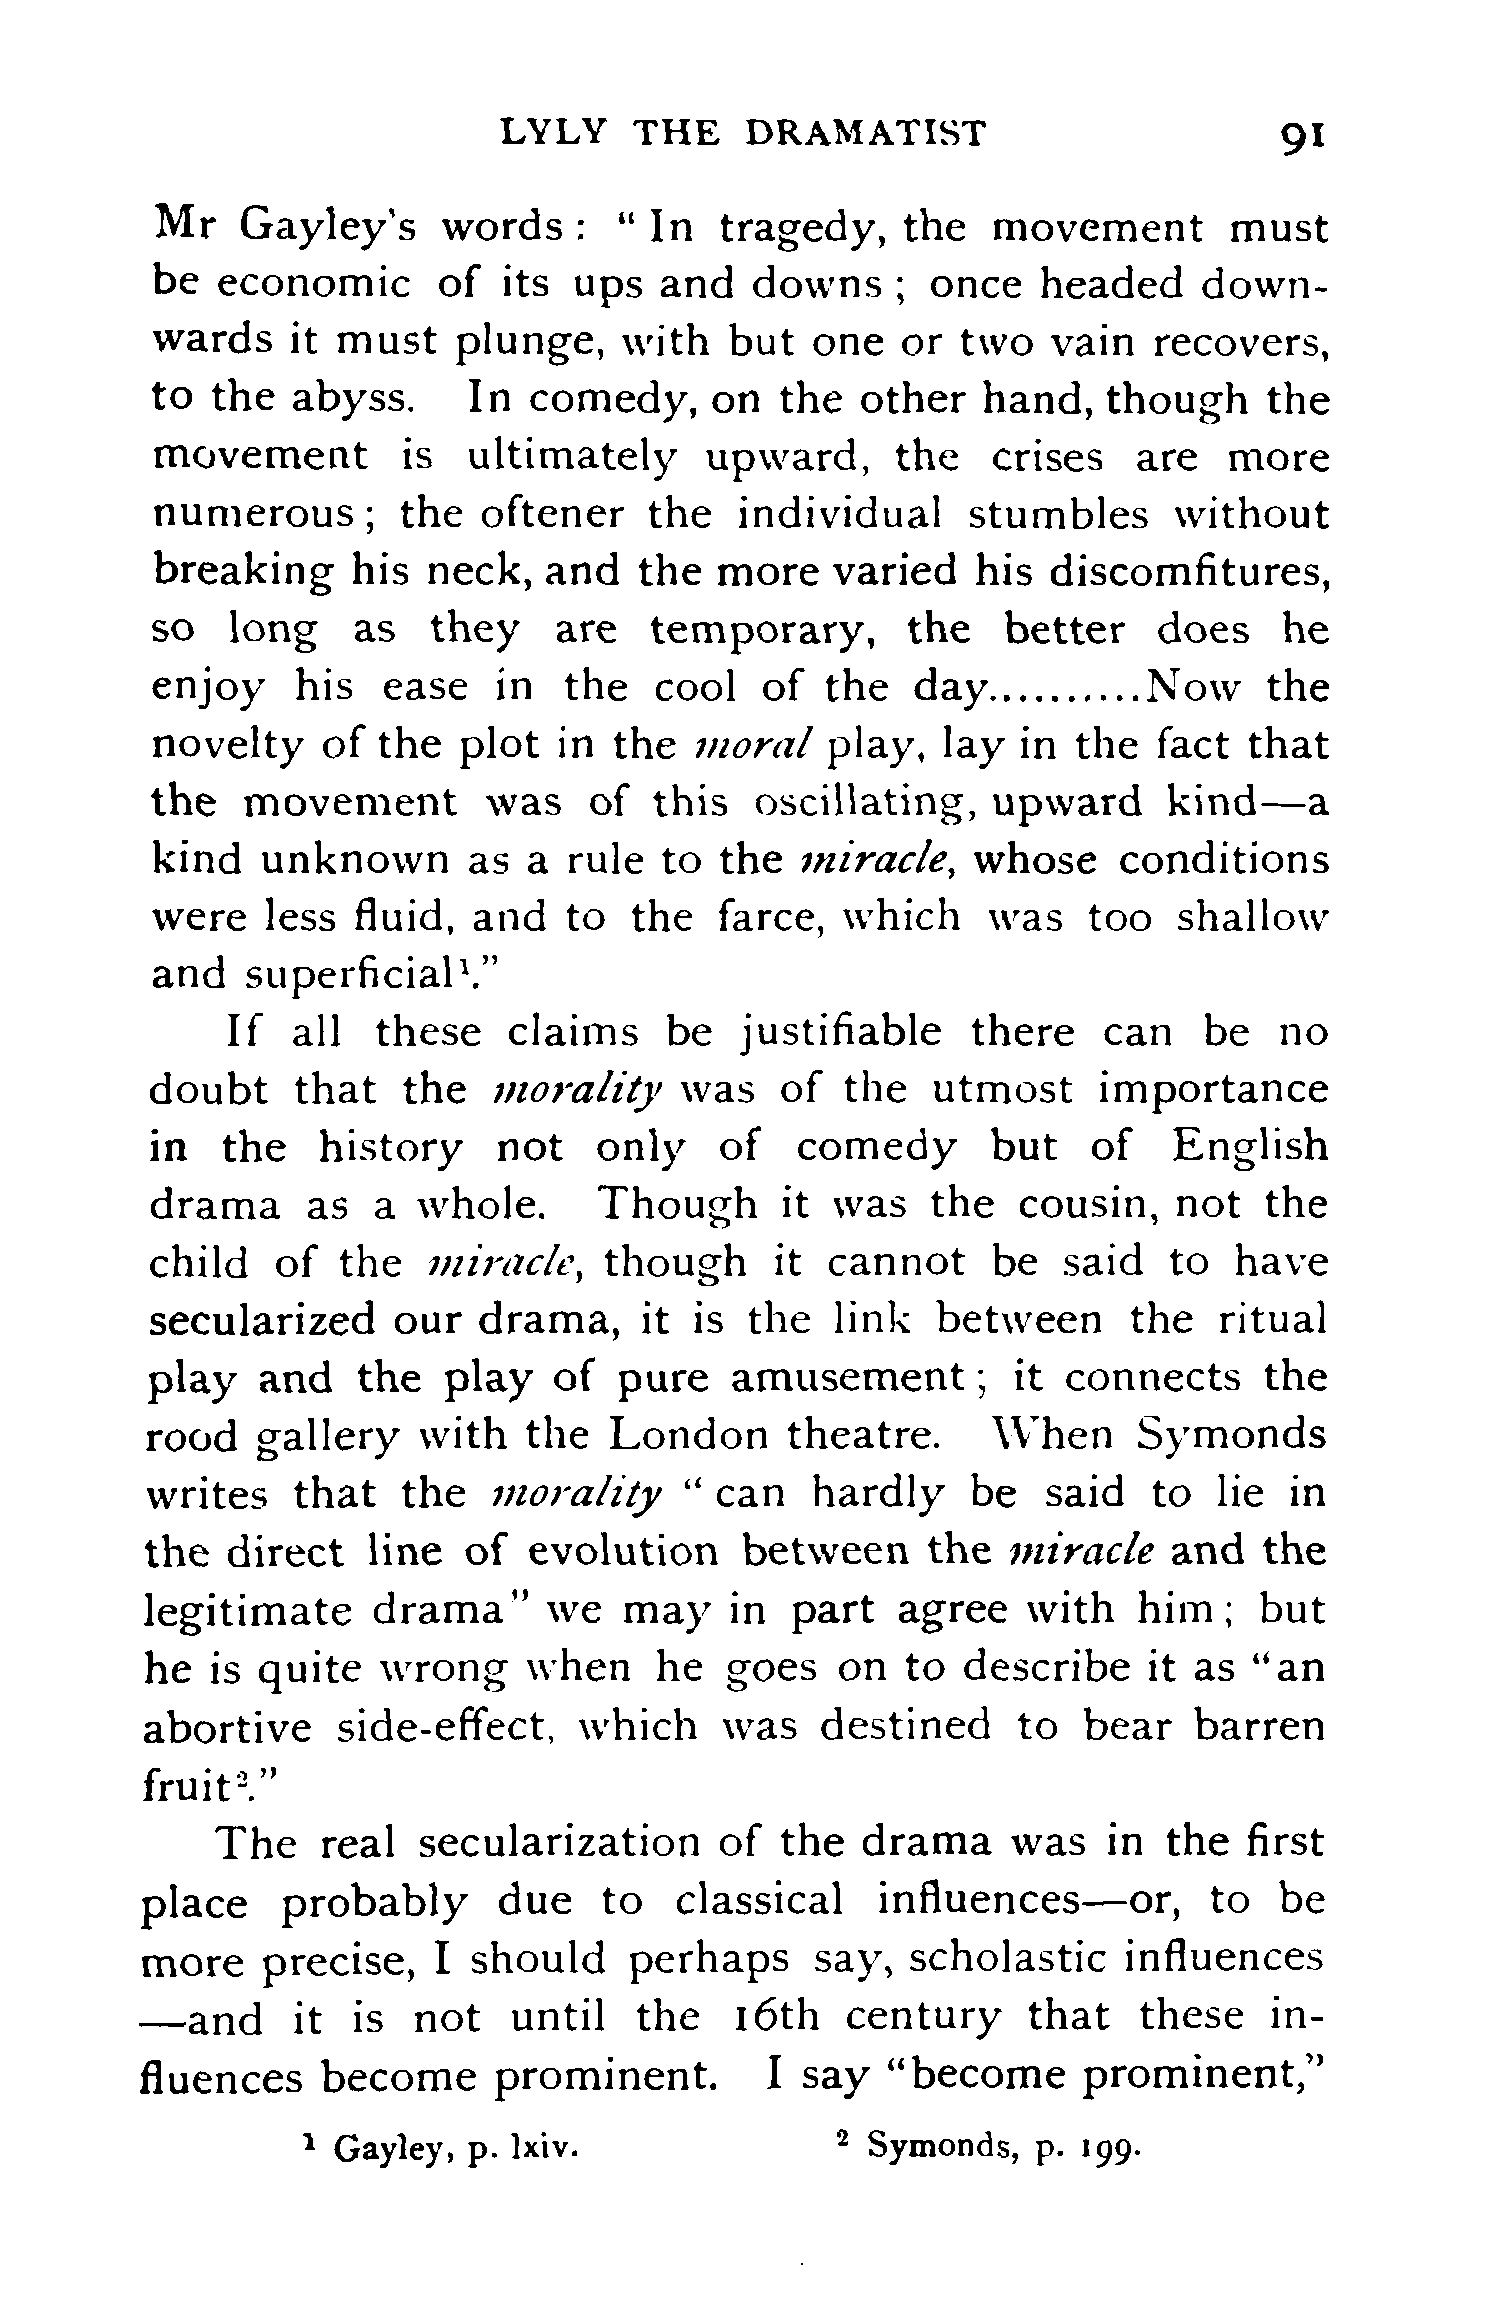 LYLY THE DRAMATIST 91
Mr Gayley's words : " In tragedy, the movement must
be economic of its ups and downs ; once headed down-
wards it must plunge, with but one or two vain recovers,
to the abyss. In comedy, on the other hand, though the
movement is ultimately upward, the crises are more
numerous ; the oftener the individual stumbles without
breaking his neck, and the more varied his discomfitures,
so long as they are temporary, the better does he
enjoy his ease in the cool of the day..........Now the
novelty of the plot in the moral play, lay in the fact that
the movement was of this oscillating, upward kind—a
kind unknown as a rule to the miracle, whose conditions
were less fluid, and to the farce, which was too shallow
and superficial¹."
If all these claims be justifiable there can be no
doubt that the morality was of the utmost importance
in the history not only of comedy but of English
drama as a whole. Though it was the cousin, not the
child of the miracle, though it cannot be said to have
secularized our drama, it is the link between the ritual
play and the play of pure amusement ; it connects the
rood gallery with the London theatre. When Symonds
writes that the morality " can hardly be said to lie in
the direct line of evolution between the miracle and the
legitimate drama" we may in part agree with him ; but
he is quite wrong when he goes on to describe it as "an
abortive side-effect, which was destined to bear barren
fruit²."
The real secularization of the drama was in the first
place probably due to classical influences—or, to be
more precise, I should perhaps say, scholastic influences
—and it is not until the 16th century that these in-
fluences become prominent. I say "become prominent,"
¹ Gayley, p. lxiv. ² Symonds, p. 199.